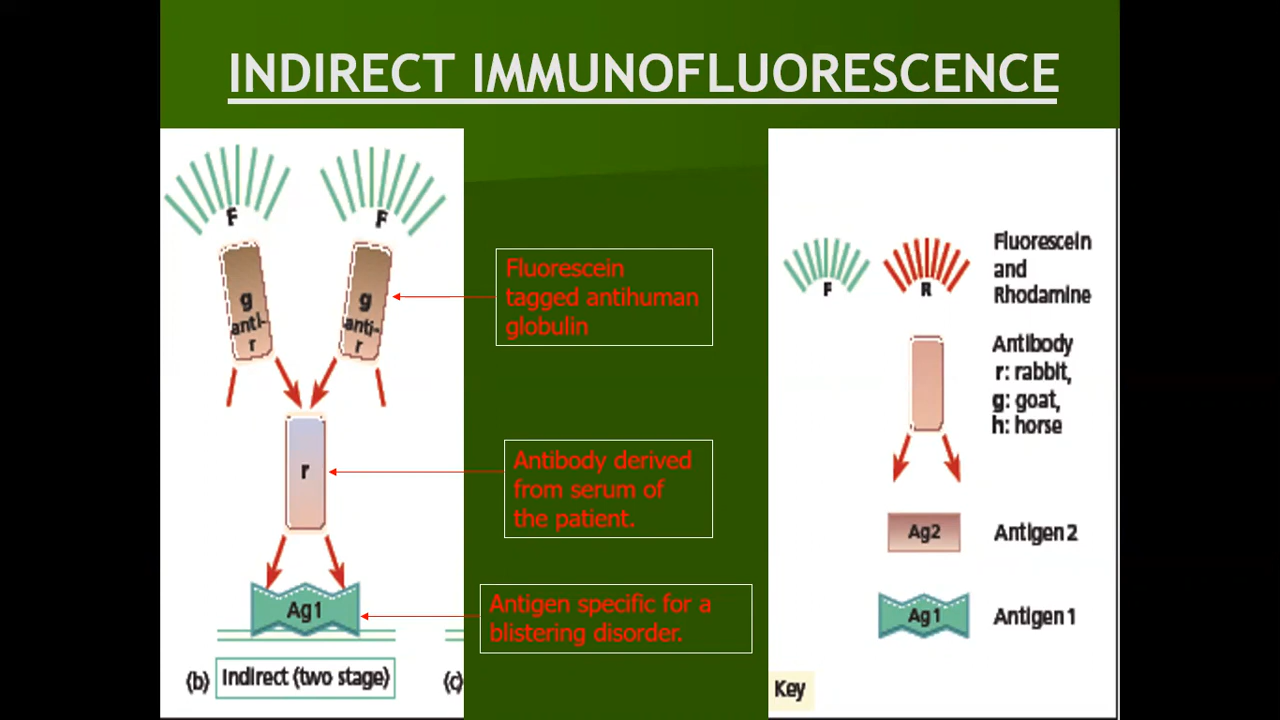 INDIRECT IMMUNOFLUORESCENCE
F
F
g
anti-
r
g
anti-
r
r
Ag1
(b)
Indirect (two stage)
(c)
Fluorescein
tagged antihuman
globulin
Antibody derived
from serum of
the patient.
Antigen specific for a
blistering disorder.
F
R
Fluorescein
and
Rhodamine
Antibody
r: rabbit,
g: goat,
h: horse
Ag2
Antigen 2
Ag1
Antigen 1
Key